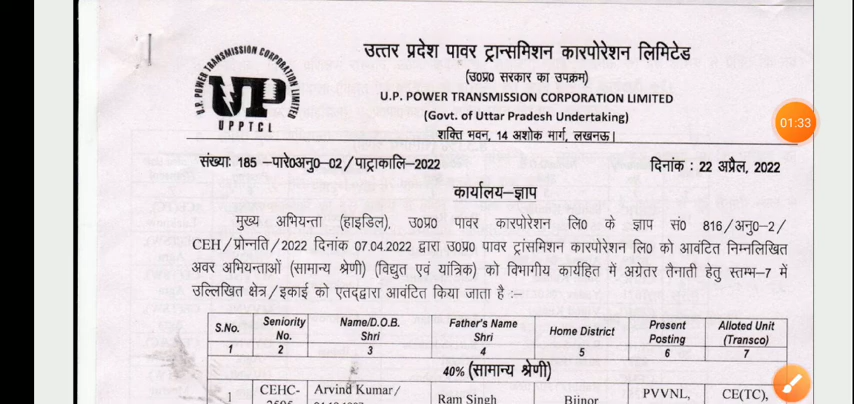 उत्तर प्रदेश पावर ट्रान्समिशन कारपोरेशन लिमिटेड
(उ0प्र0 सरकार का उपक्रम)
U.P. POWER TRANSMISSION CORPORATION LIMITED
(Govt. of Uttar Pradesh Undertaking)
शक्ति भवन, 14 अशोक मार्ग, लखनऊ।
U.P. POWER TRANSMISSION CORPORATION LIMITED
UP
UPPTCL
01:33
संख्याः 185 –पारे0अनु0–02 / पाट्राकालि–2022 दिनांक : 22 अप्रैल, 2022
कार्यालय–ज्ञाप
मुख्य अभियन्ता (हाइडिल), उ0प्र0 पावर कारपोरेशन लि0 के ज्ञाप सं0 816/अनु0–2/
CEH/प्रोन्नति/2022 दिनांक 07.04.2022 द्वारा उ0प्र0 पावर ट्रांसमिशन कारपोरेशन लि0 को आवंटित निम्नलिखित
अवर अभियन्ताओं (सामान्य श्रेणी) (विद्युत एवं यांत्रिक) को विभागीय कार्यहित में अग्रेतर तैनाती हेतु स्तम्भ–7 में
उल्लिखित क्षेत्र/इकाई को एतद्द्वारा आवंटित किया जाता है :–
S.No. Seniority No. Name/D.O.B. Shri Father's Name Shri Home District Present Posting Alloted Unit (Transco)
1 2 3 4 5 6 7
40% (सामान्य श्रेणी)
1 CEHC- Arvind Kumar / Ram Singh Bijnor PVVNL, CE(TC),